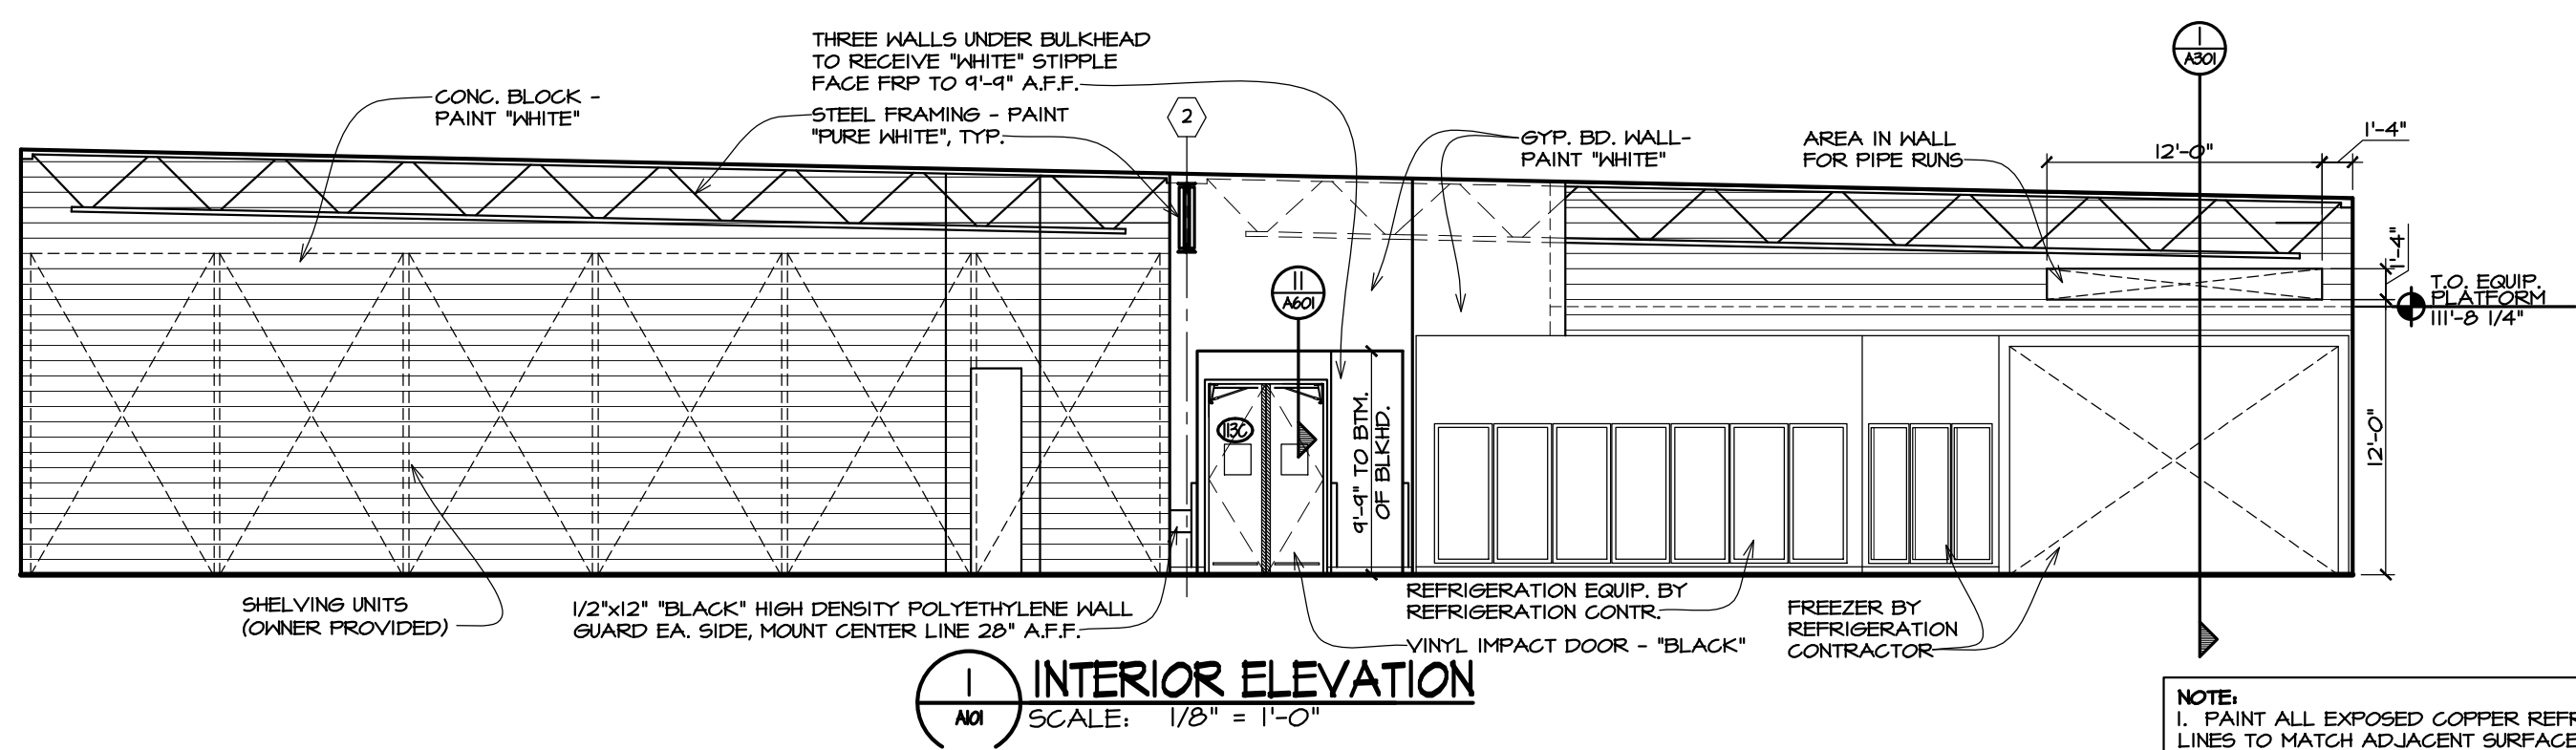 THREE WALLS UNDER BULKHEAD
TO RECEIVE "WHITE" STIPPLE
FACE FRP TO 9'-9" A.F.F.
CONC. BLOCK -
PAINT "WHITE"
STEEL FRAMING - PAINT
"PURE WHITE", TYP.
2
GYP. BD. WALL-
PAINT "WHITE"
AREA IN WALL
FOR PIPE RUNS
1
A301
12'-0"
1'-4"
1'-4"
T.O. EQUIP.
PLATFORM
111'-8 1/4"
11
A601
113C
9'-9" TO BTM.
OF BLKHD.
12'-0"
SHELVING UNITS
(OWNER PROVIDED)
1/2"x12" "BLACK" HIGH DENSITY POLYETHYLENE WALL
GUARD EA. SIDE, MOUNT CENTER LINE 28" A.F.F.
REFRIGERATION EQUIP. BY
REFRIGERATION CONTR.
VINYL IMPACT DOOR - "BLACK"
FREEZER BY
REFRIGERATION
CONTRACTOR
1
A101
INTERIOR ELEVATION
SCALE: 1/8" = 1'-0"
NOTE:
1. PAINT ALL EXPOSED COPPER REFR
LINES TO MATCH ADJACENT SURFACE